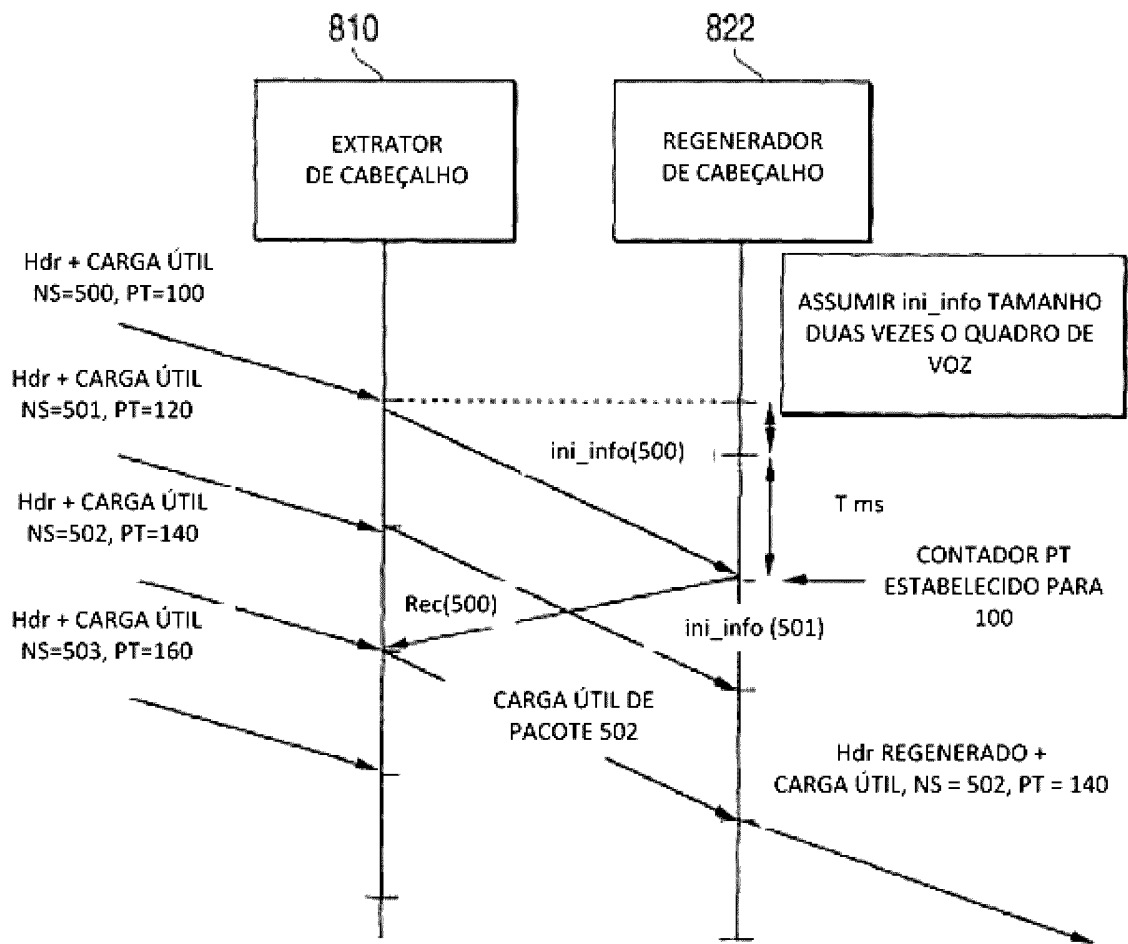 810
822
EXTRATOR
DE CABEÇALHO
REGENERADOR
DE CABEÇALHO
Hdr + CARGA ÚTIL
NS=500, PT=100
ASSUMIR ini_info TAMANHO
DUAS VEZES O QUADRO DE
VOZ
Hdr + CARGA ÚTIL
NS=501, PT=120
ini_info(500)
Hdr + CARGA ÚTIL
NS=502, PT=140
T ms
CONTADOR PT
ESTABELECIDO PARA
100
Rec(500)
ini_info (501)
Hdr + CARGA ÚTIL
NS=503, PT=160
CARGA ÚTIL DE
PACOTE 502
Hdr REGENERADO +
CARGA ÚTIL, NS = 502, PT = 140